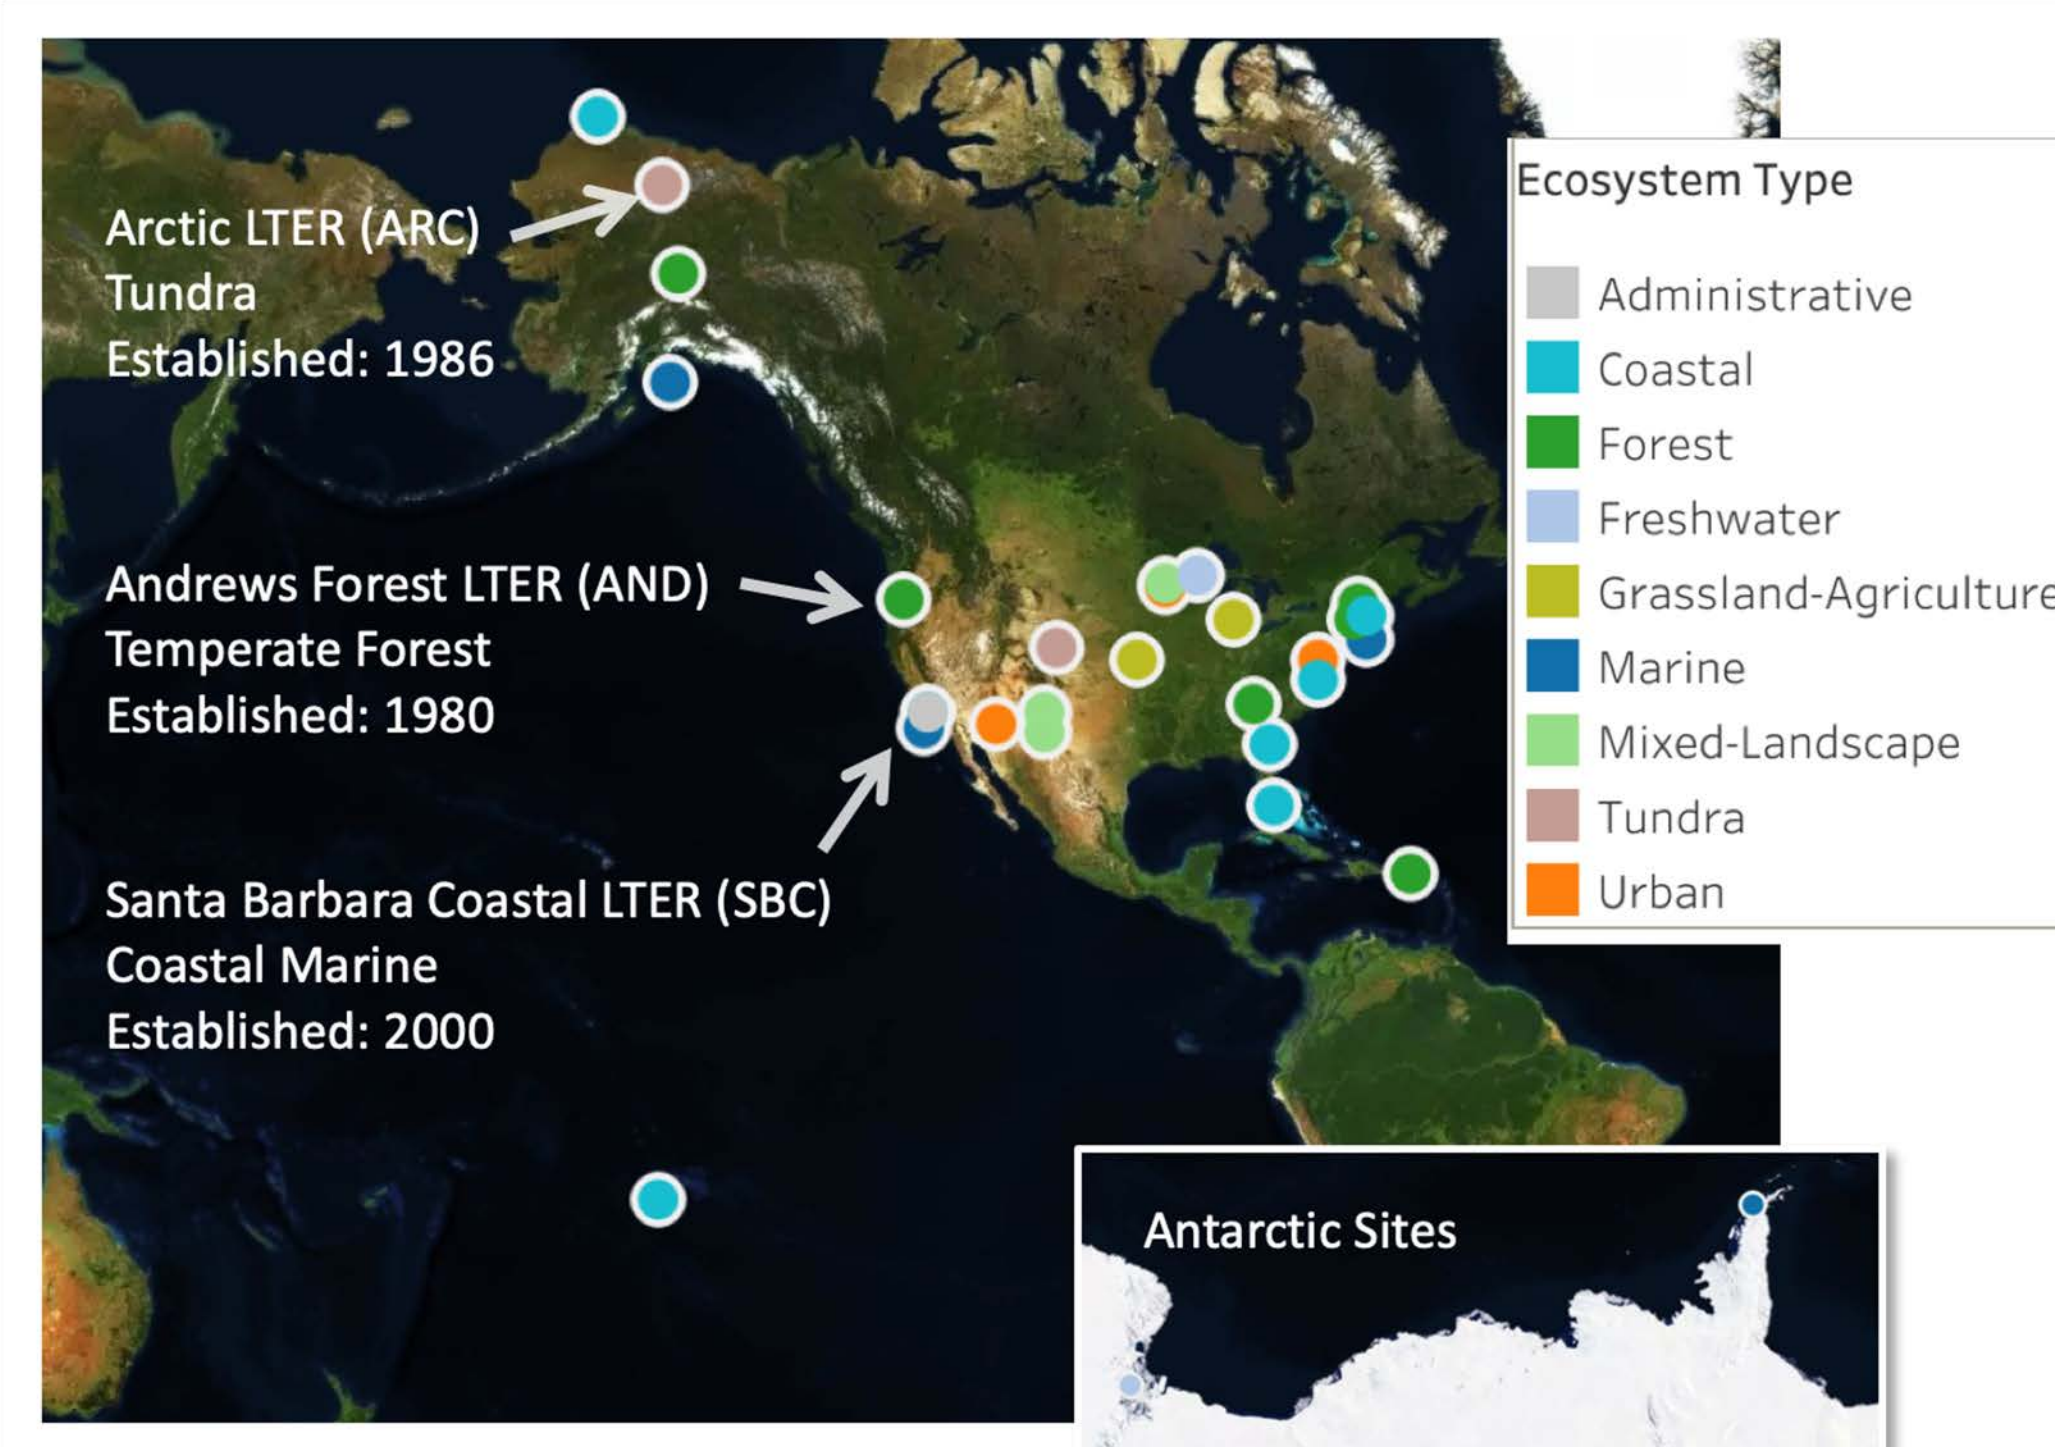 Arctic LTER (ARC)
Tundra
Established: 1986
Andrews Forest LTER (AND)
Temperate Forest
Established: 1980
Santa Barbara Coastal LTER (SBC)
Coastal Marine
Established: 2000
Ecosystem Type
Administrative
Coastal
Forest
Freshwater
Grassland-Agriculture
Marine
Mixed-Landscape
Tundra
Urban
Antarctic Sites